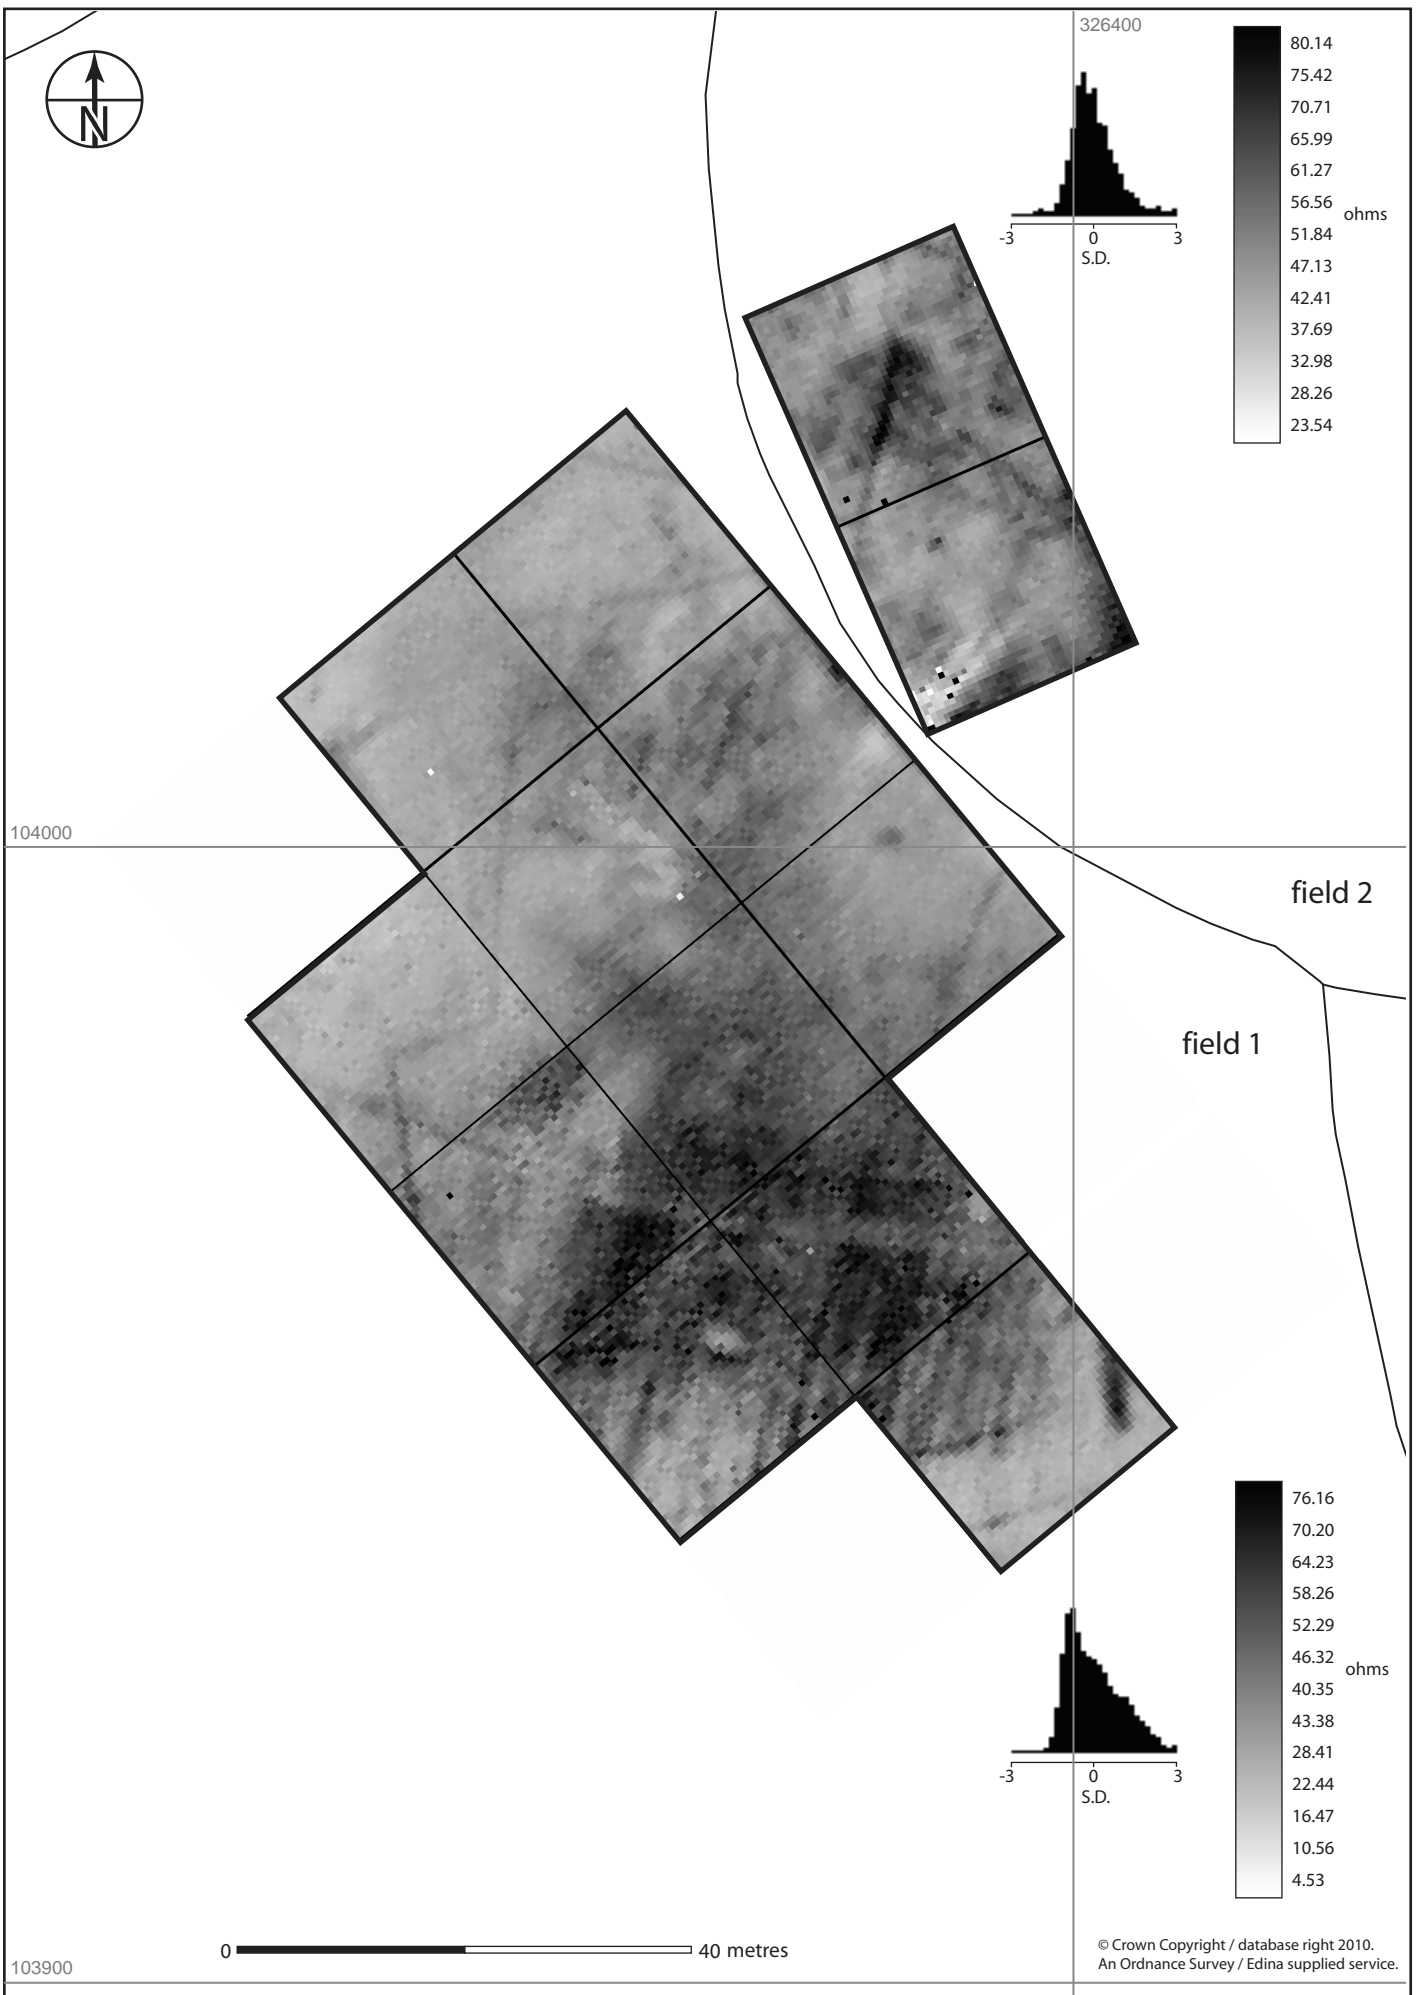 326400
N
80.14
75.42
70.71
65.99
61.27
56.56
51.84
47.13
42.41
37.69
32.98
28.26
23.54
ohms
-3 0 3
S.D.
104000
field 2
field 1
76.16
70.20
64.23
58.26
52.29
46.32
40.35
43.38
28.41
22.44
16.47
10.56
4.53
ohms
-3 0 3
S.D.
0 40 metres
© Crown Copyright / database right 2010.
An Ordnance Survey / Edina supplied service.
103900